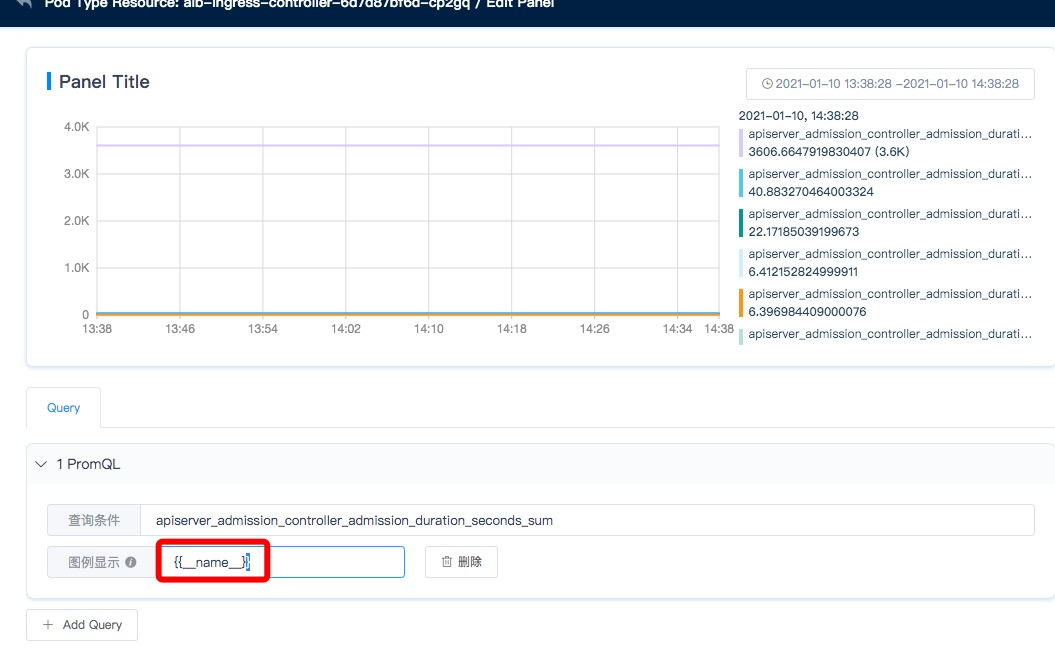 Pod Type Resource: alb-ingress-controller-6d7d87bf6d-cp2gq / Edit Panel
Panel Title
2021-01-10 13:38:28 -2021-01-10 14:38:28
4.0K
3.0K
2.0K
1.0K
0
13:38 13:46 13:54 14:02 14:10 14:18 14:26 14:34 14:38
2021-01-10, 14:38:28
apiserver_admission_controller_admission_durati...
3606.6647919830407 (3.6K)
apiserver_admission_controller_admission_durati...
40.883270464003324
apiserver_admission_controller_admission_durati...
22.17185039199673
apiserver_admission_controller_admission_durati...
6.412152824999911
apiserver_admission_controller_admission_durati...
6.396984409000076
apiserver_admission_controller_admission_durati...
Query
1 PromQL
查询条件 apiserver_admission_controller_admission_duration_seconds_sum
图例显示 {{__name__}} 删除
Add Query